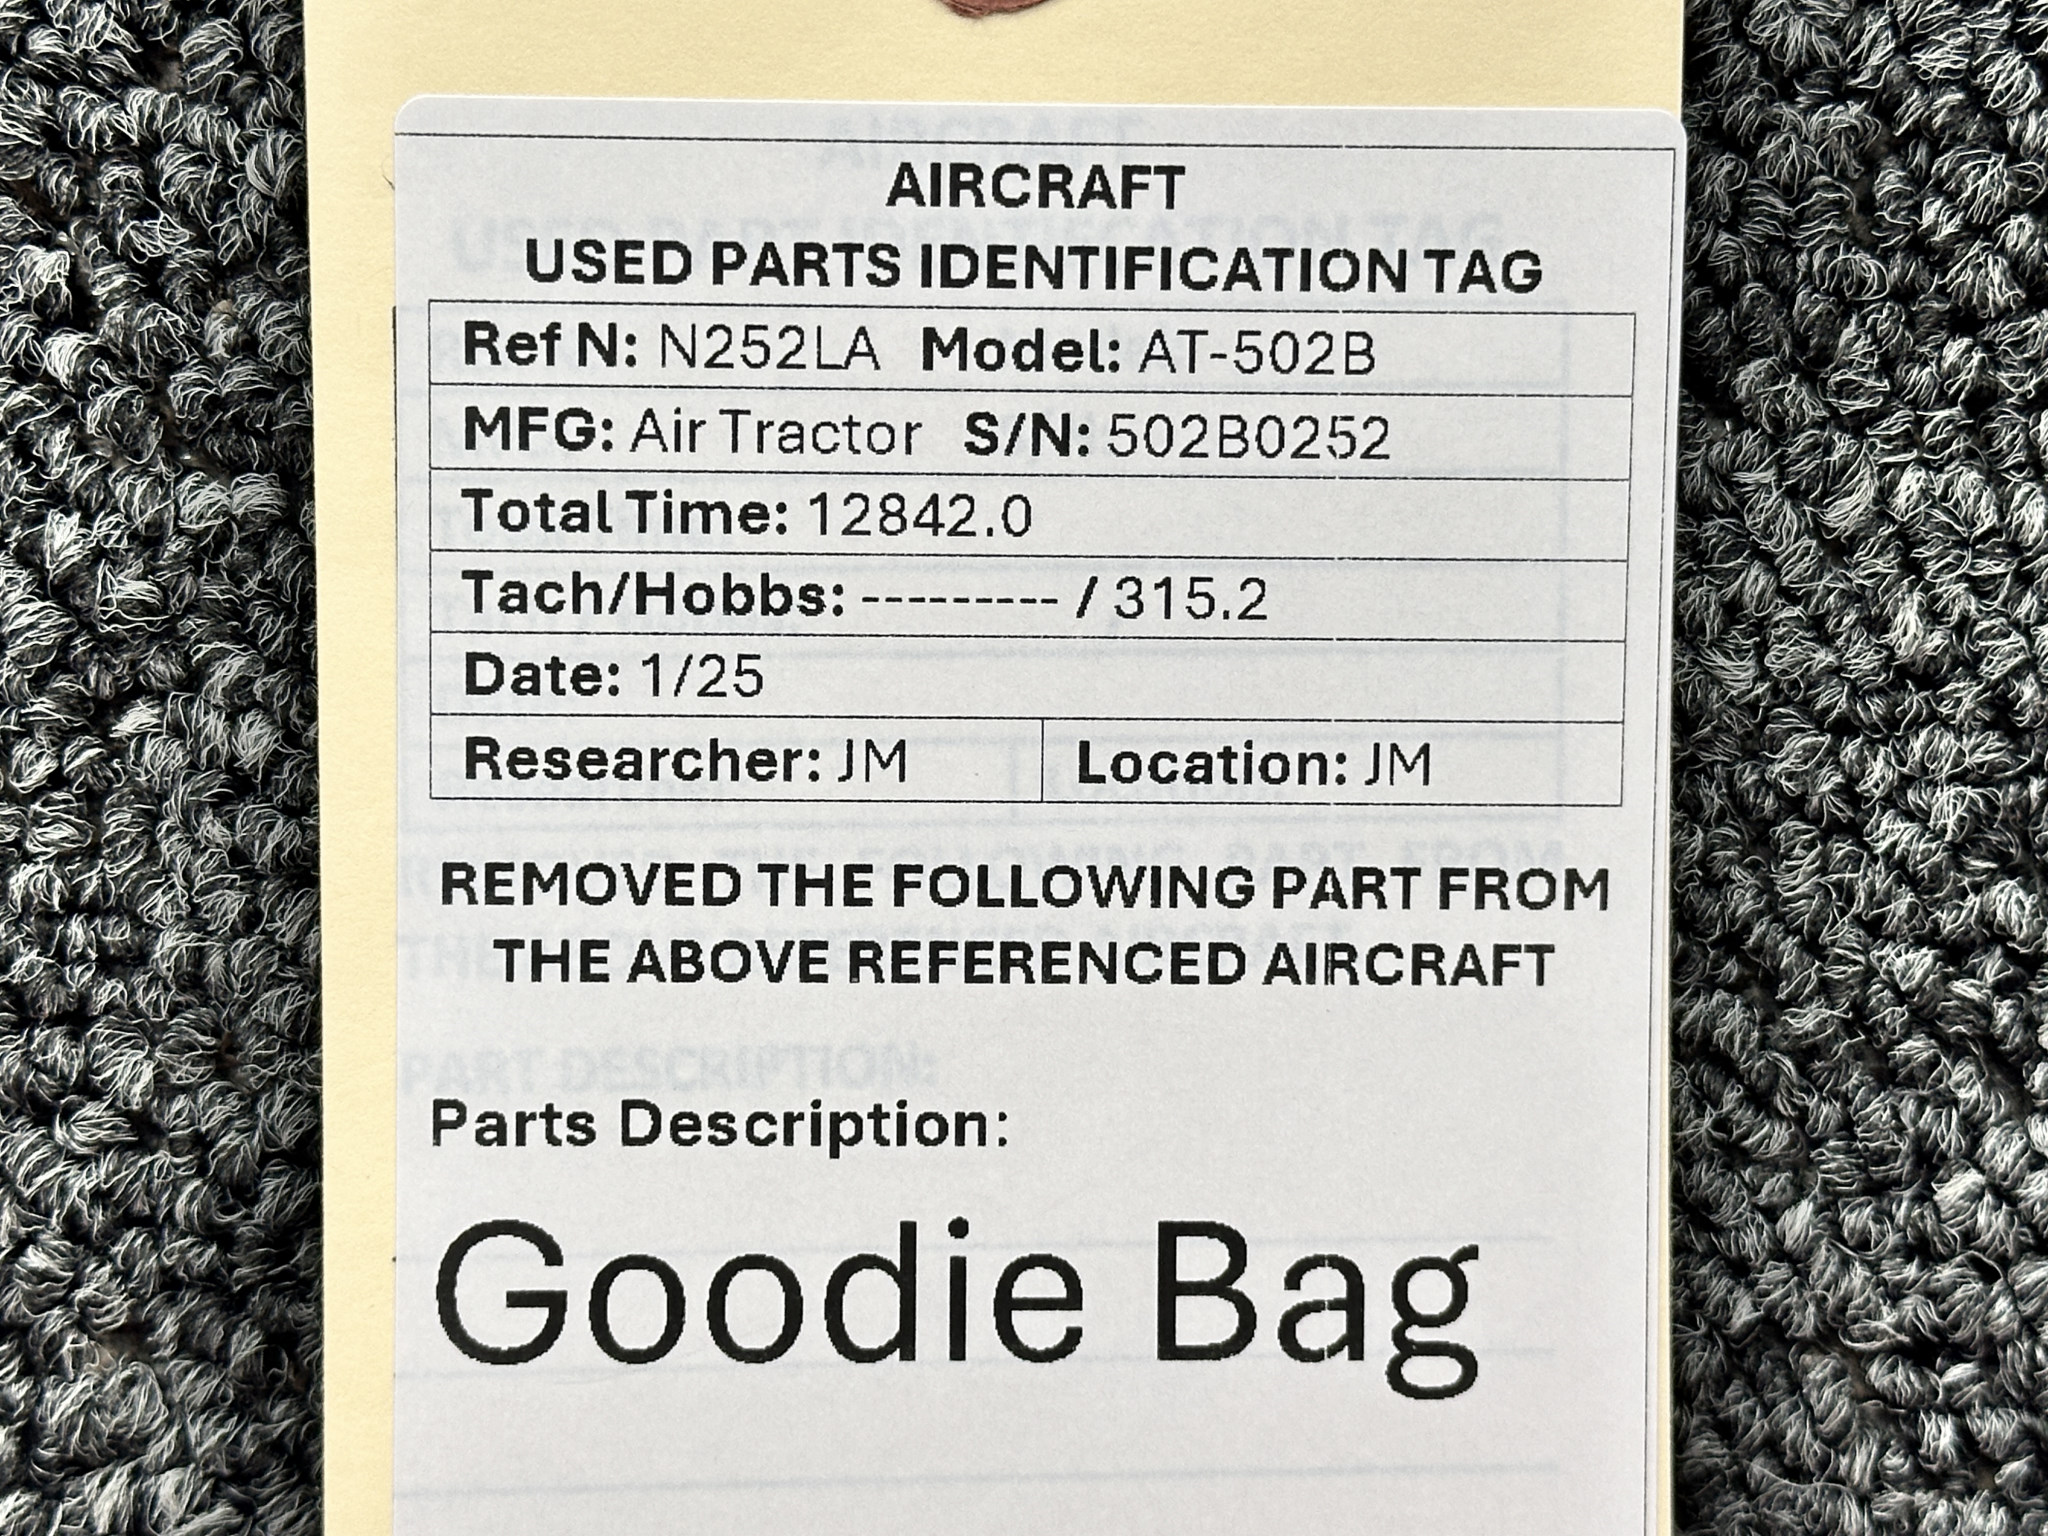 AIRCRAFT
USED PARTS IDENTIFICATION TAG
Ref N: N252LA Model: AT-502B
MFG: Air Tractor S/N: 502B0252
Total Time: 12842.0
Tach/Hobbs: --------- / 315.2
Date: 1/25
Researcher: JM Location: JM
REMOVED THE FOLLOWING PART FROM
THE ABOVE REFERENCED AIRCRAFT
Parts Description:
Goodie Bag